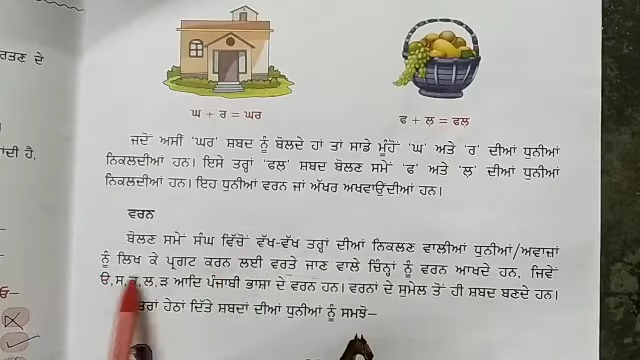 ਰਤਣ ਦੇ
ਾਂਦੀ ਹੈ,
ਘ + ਰ = ਘਰ
ਫ + ਲ਼ = ਫਲ਼
ਜਦੋਂ ਅਸੀਂ 'ਘਰ' ਸ਼ਬਦ ਨੂੰ ਬੋਲਦੇ ਹਾਂ ਤਾਂ ਸਾਡੇ ਮੂੰਹੋਂ 'ਘ' ਅਤੇ 'ਰ' ਦੀਆਂ ਧੁਨੀਆਂ
ਨਿਕਲਦੀਆਂ ਹਨ। ਇਸੇ ਤਰ੍ਹਾਂ 'ਫਲ਼' ਸ਼ਬਦ ਬੋਲਣ ਸਮੇਂ 'ਫ' ਅਤੇ 'ਲ਼' ਦੀਆਂ ਧੁਨੀਆਂ
ਨਿਕਲਦੀਆਂ ਹਨ। ਇਹ ਧੁਨੀਆਂ ਵਰਨ ਜਾਂ ਅੱਖਰ ਅਖਵਾਉਂਦੀਆਂ ਹਨ।
ਵਰਨ
ਬੋਲਣ ਸਮੇਂ ਸੰਘ ਵਿੱਚੋਂ ਵੱਖ-ਵੱਖ ਤਰ੍ਹਾਂ ਦੀਆਂ ਨਿਕਲਣ ਵਾਲੀਆਂ ਧੁਨੀਆਂ/ਅਵਾਜ਼ਾਂ
ਨੂੰ ਲਿਖ ਕੇ ਪ੍ਰਗਟ ਕਰਨ ਲਈ ਵਰਤੇ ਜਾਣ ਵਾਲੇ ਚਿੰਨ੍ਹਾਂ ਨੂੰ ਵਰਨ ਆਖਦੇ ਹਨ, ਜਿਵੇਂ
ੳ, ਸ, ਕ, ਲ, ੜ ਆਦਿ ਪੰਜਾਬੀ ਭਾਸ਼ਾ ਦੇ ਵਰਨ ਹਨ। ਵਰਨਾਂ ਦੇ ਸੁਮੇਲ ਤੋਂ ਹੀ ਸ਼ਬਦ ਬਣਦੇ ਹਨ।
ਹੇਠਾਂ ਦਿੱਤੇ ਸ਼ਬਦਾਂ ਦੀਆਂ ਧੁਨੀਆਂ ਨੂੰ ਸਮਝੋ–